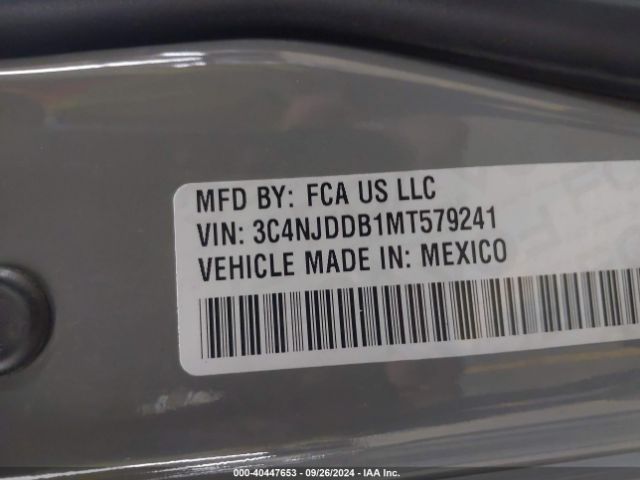 MFD BY: FCA US LLC
VIN: 3C4NJDDB1MT579241
VEHICLE MADE IN: MEXICO
000-40447653 - 09/26/2024 - IAA Inc.